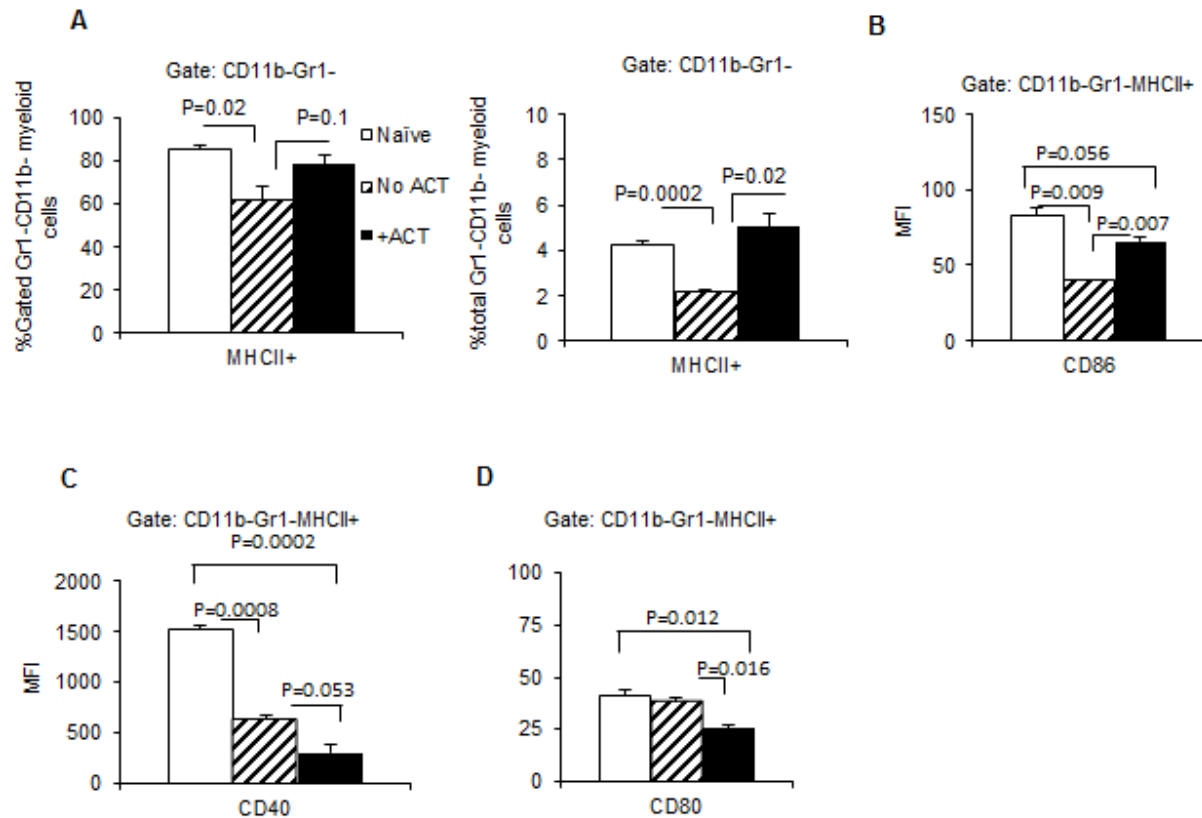 A
Gate: CD11b-Gr1-
P=0.02
P=0.1
100
80
60
40
20
0
%Gated Gr1-CD11b- myeloid
cells
MHCII+
Naïve
No ACT
+ACT
Gate: CD11b-Gr1-
10
8
6
4
2
0
P=0.0002
P=0.02
%total Gr1-CD11b- myeloid
cells
MHCII+
B
Gate: CD11b-Gr1-MHCII+
150
100
50
0
P=0.056
P=0.009
P=0.007
MFI
CD86
C
Gate: CD11b-Gr1-MHCII+
P=0.0002
2000
1500
1000
500
0
P=0.0008
P=0.053
MFI
CD40
D
Gate: CD11b-Gr1-MHCII+
100
75
50
25
0
P=0.012
P=0.016
CD80